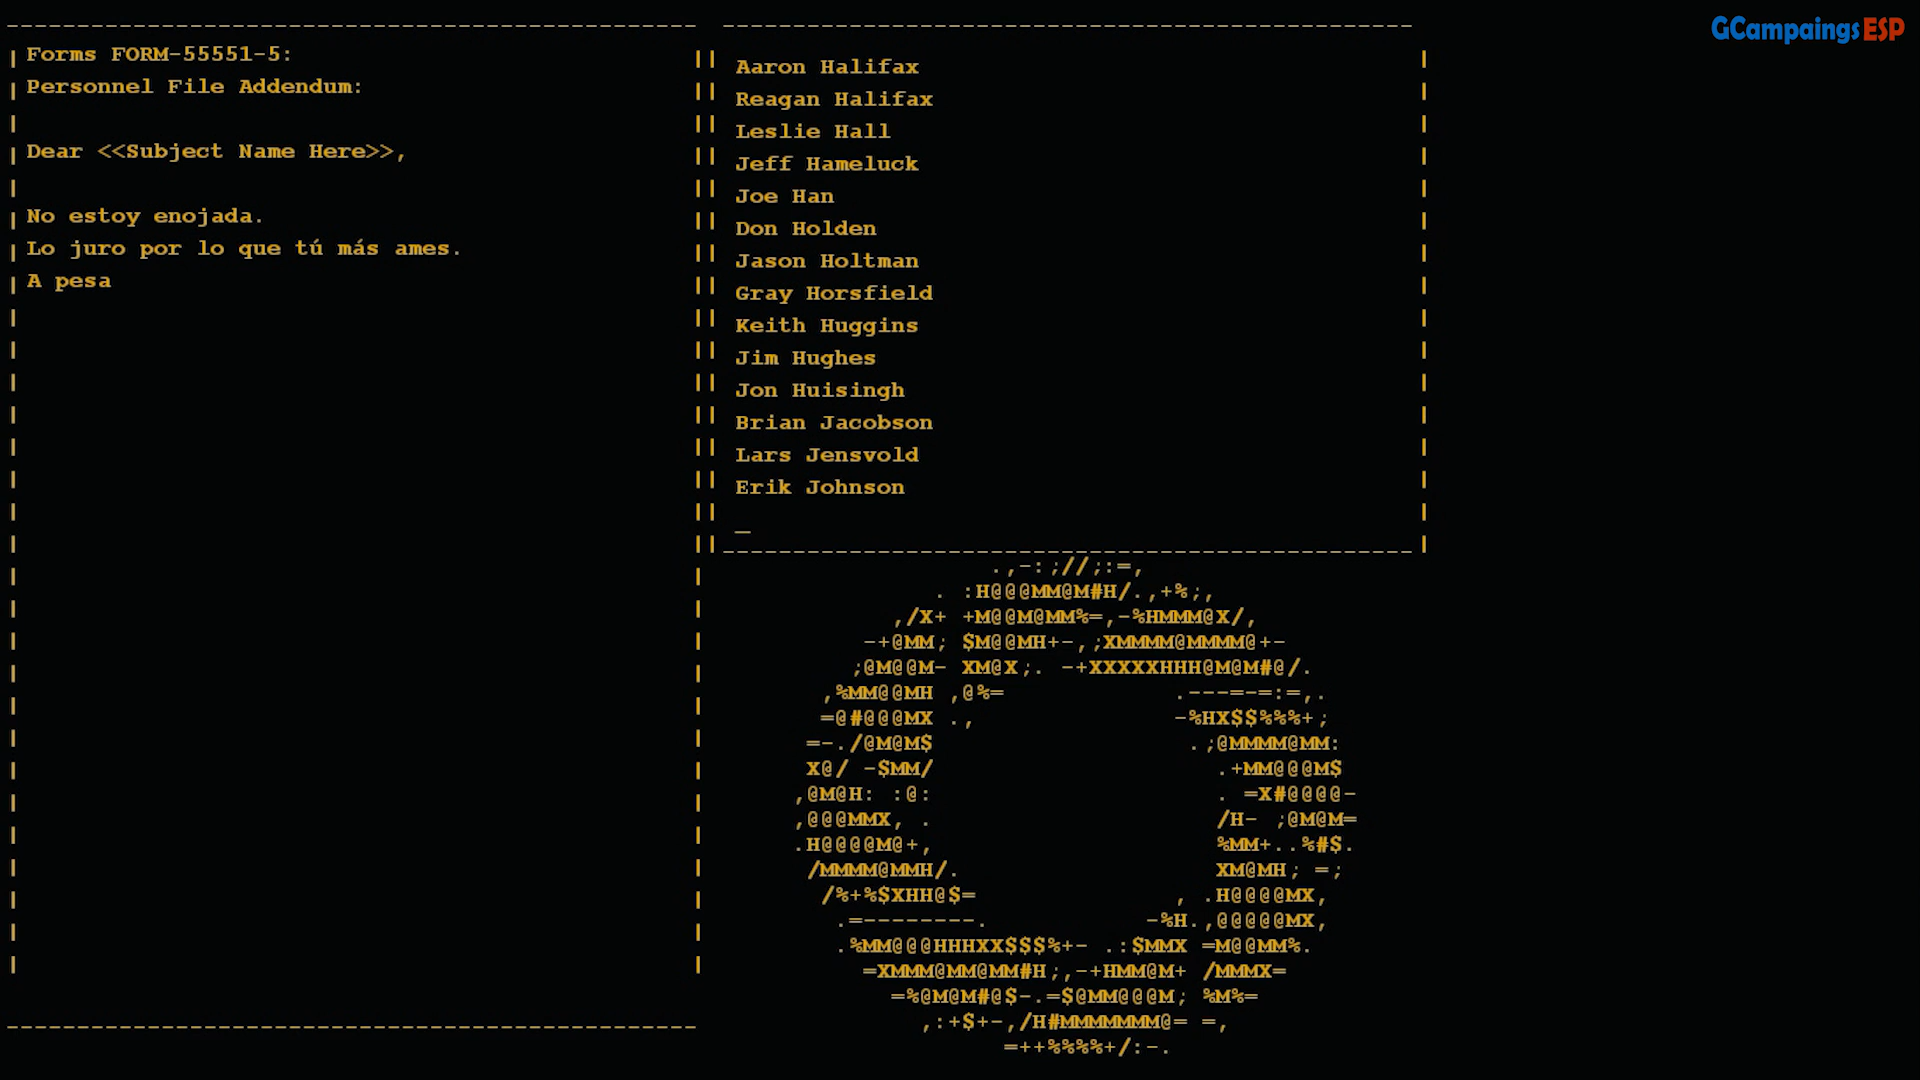 GCampaingsESP
Forms FORM-55551-5:
Personnel File Addendum:
Dear <<Subject Name Here>>,
No estoy enojada.
Lo juro por lo que tú más ames.
A pesa
Aaron Halifax
Reagan Halifax
Leslie Hall
Jeff Hameluck
Joe Han
Don Holden
Jason Holtman
Gray Horsfield
Keith Huggins
Jim Hughes
Jon Huisingh
Brian Jacobson
Lars Jensvold
Erik Johnson
_